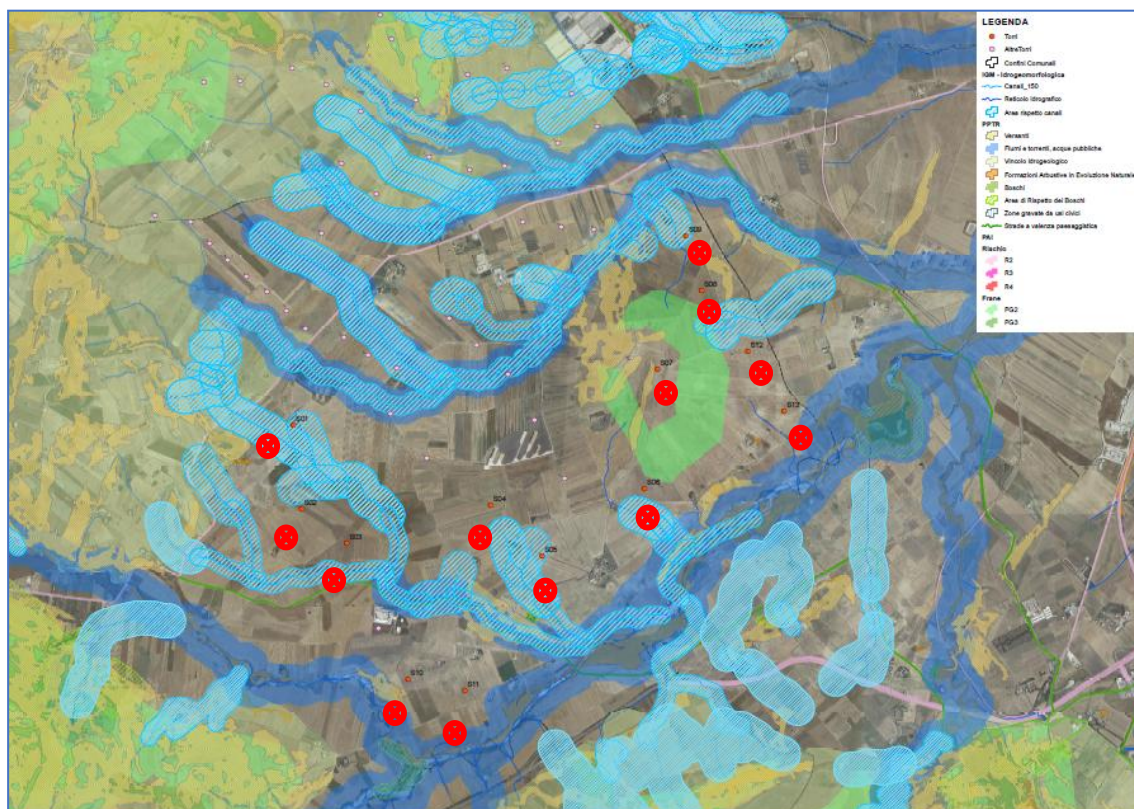 LEGENDA
Torri
AltreTorri
Confini Comunali
IGM - Idrogeomorfologica
Canali_150
Reticolo Idrografico
Area rispetto canali
PPTR
Versanti
Fiumi e torrenti, acque pubbliche
Vincolo Idrogeologico
Formazioni Arbustive in Evoluzione Naturale
Boschi
Area di Rispetto dei Boschi
Zone gravate da usi civici
Strade a valenza paesaggistica
PAI
Rischio
R2
R3
R4
Frane
PG2
PG3
S09
S08
S12
S07
S13
S01
S06
S04
S02
S03
S05
S10
S11